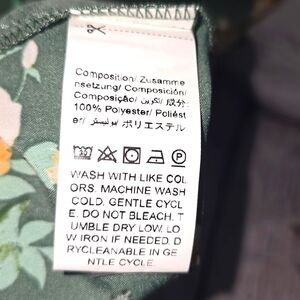 Composition/ Zusamme
nsetzung/ Composición/
Composição/ تكوين/ 成分:
100% Polyester/ Poliést
er/ بوليستر/ ポリエステル
WASH WITH LIKE COL
ORS. MACHINE WASH
COLD. GENTLE CYCL
E. DO NOT BLEACH. T
UMBLE DRY LOW. LO
W IRON IF NEEDED. D
RYCLEANABLE IN GE
NTLE CYCLE.